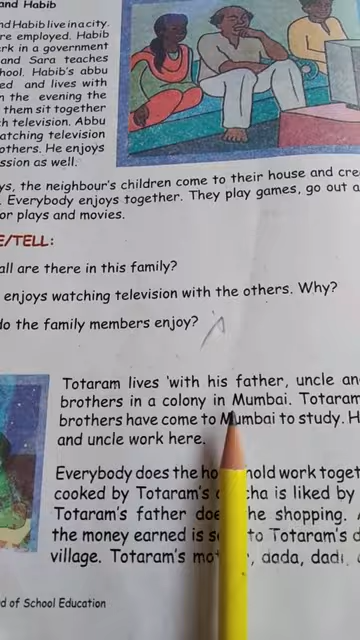 and Habib
nd Habib live in a city.
re employed. Habib
rk in a government
and Sara teaches
hool. Habib's abbu
ed and lives with
n the evening the
them sit together
h television. Abbu
atching television
others. He enjoys
ssion as well.
ys, the neighbour's children come to their house and cre
. Everybody enjoys together. They play games, go out a
or plays and movies.
E/TELL:
all are there in this family?
enjoys watching television with the others. Why?
do the family members enjoy?
Totaram lives with his father, uncle an
brothers in a colony in Mumbai. Totaram
brothers have come to Mumbai to study. H
and uncle work here.
Everybody does the ho hold work toget
cooked by Totaram's cha is liked by
Totaram's father doe he shopping.
the money earned is s to Totaram's d
village. Totaram's mo , dada, dadi,
d of School Education